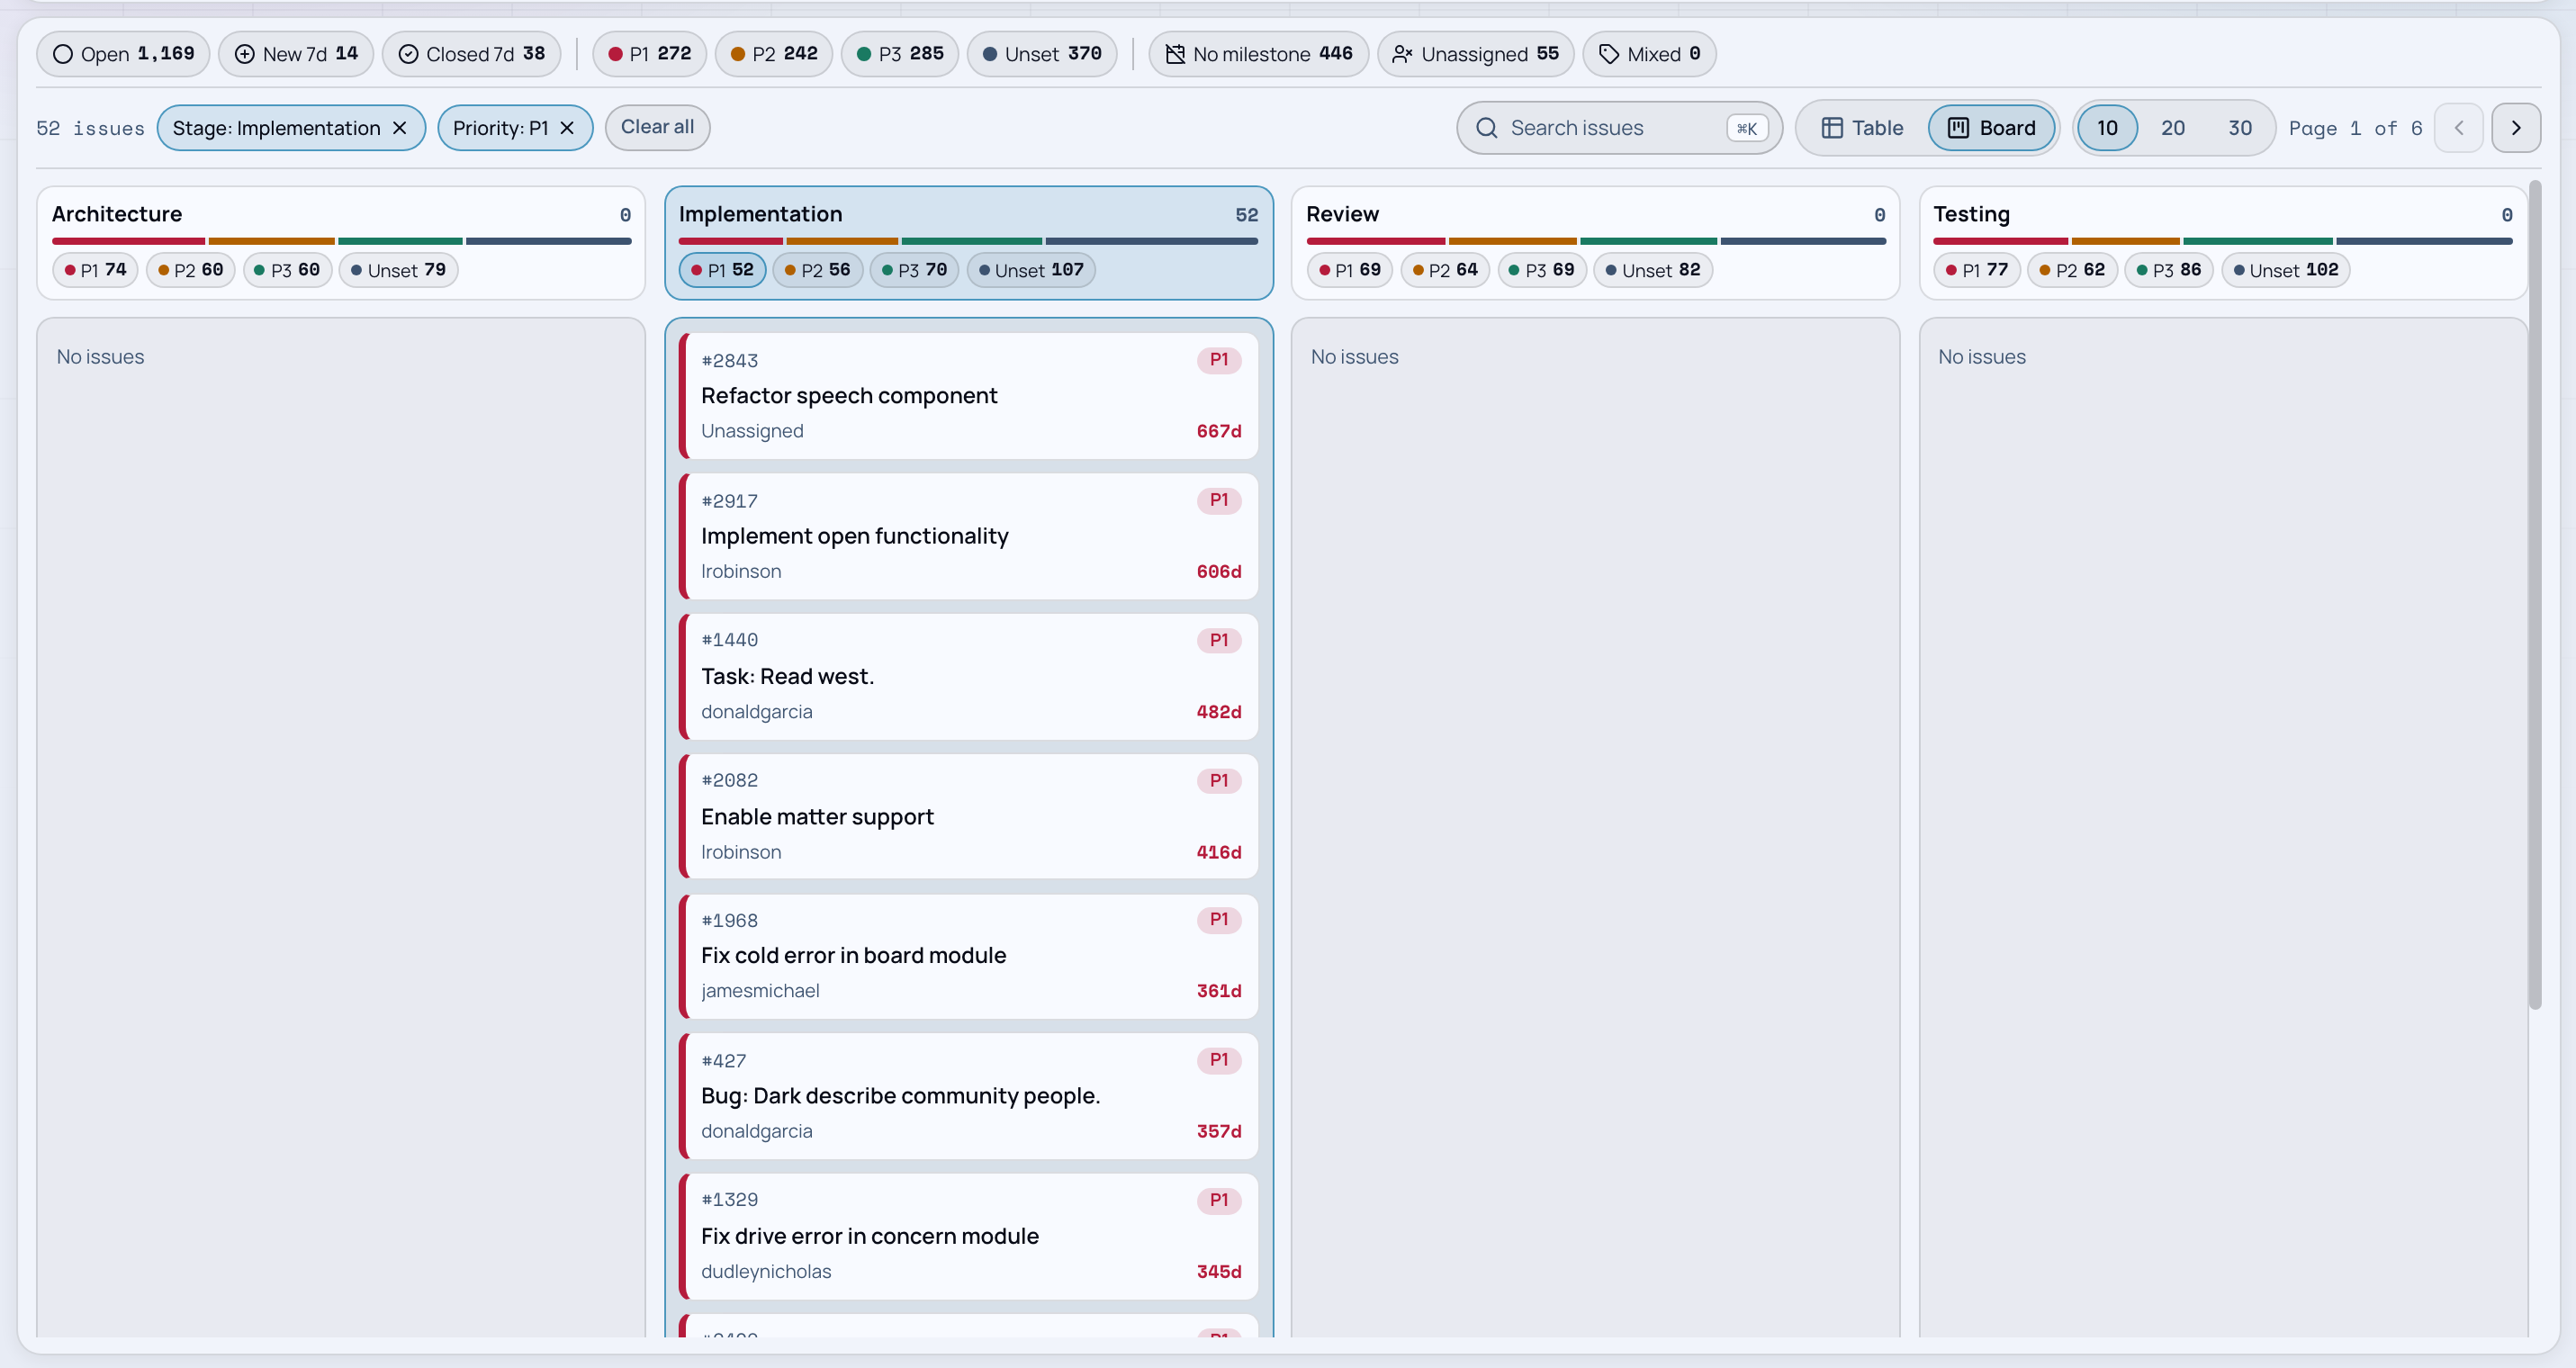 Open 1,169 New 7d 14 Closed 7d 38 P1 272 P2 242 P3 285 Unset 370 No milestone 446 Unassigned 55 Mixed 0
52 issues Stage: Implementation Priority: P1 Clear all Search issues ⌘K Table Board 10 20 30 Page 1 of 6
Architecture 0
P1 74 P2 60 P3 60 Unset 79
No issues
Implementation 52
P1 52 P2 56 P3 70 Unset 107
#2843 P1
Refactor speech component
Unassigned 667d
#2917 P1
Implement open functionality
lrobinson 606d
#1440 P1
Task: Read west.
donaldgarcia 482d
#2082 P1
Enable matter support
lrobinson 416d
#1968 P1
Fix cold error in board module
jamesmichael 361d
#427 P1
Bug: Dark describe community people.
donaldgarcia 357d
#1329 P1
Fix drive error in concern module
dudleynicholas 345d
P1
Review 0
P1 69 P2 64 P3 69 Unset 82
No issues
Testing 0
P1 77 P2 62 P3 86 Unset 102
No issues